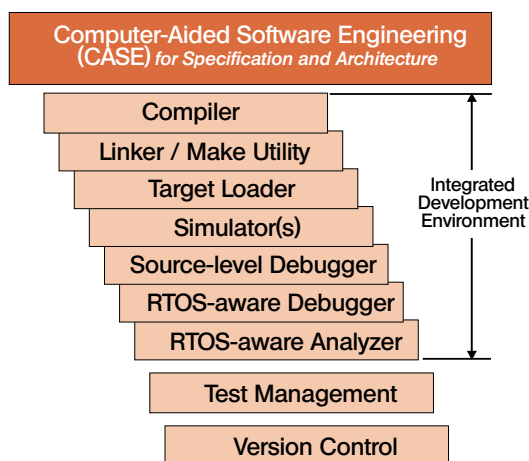 Computer-Aided Software Engineering
(CASE) for Specification and Architecture
Compiler
Linker / Make Utility
Target Loader
Simulator(s)
Source-level Debugger
RTOS-aware Debugger
RTOS-aware Analyzer
Integrated
Development
Environment
Test Management
Version Control